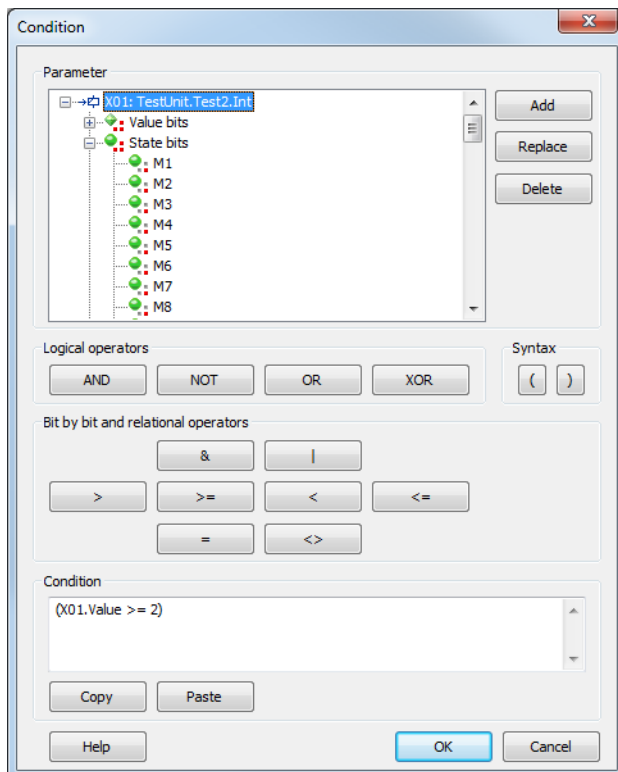 Condition
Parameter
X01: TestUnit.Test2.Int
Value bits
State bits
M1
M2
M3
M4
M5
M6
M7
M8
Add
Replace
Delete
Logical operators
AND NOT OR XOR
Syntax
( )
Bit by bit and relational operators
& |
> >= < <=
= <>
Condition
(X01.Value >= 2)
Copy Paste
Help OK Cancel